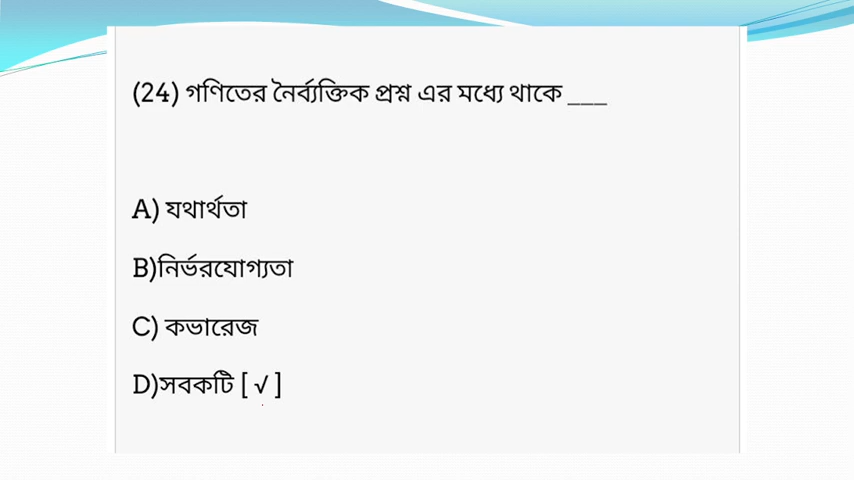 (24) গণিতের নৈর্ব্যক্তিক প্রশ্ন এর মধ্যে থাকে ___
A) যথার্থতা
B)নির্ভরযোগ্যতা
C) কভারেজ
D)সবকটি [ √ ]